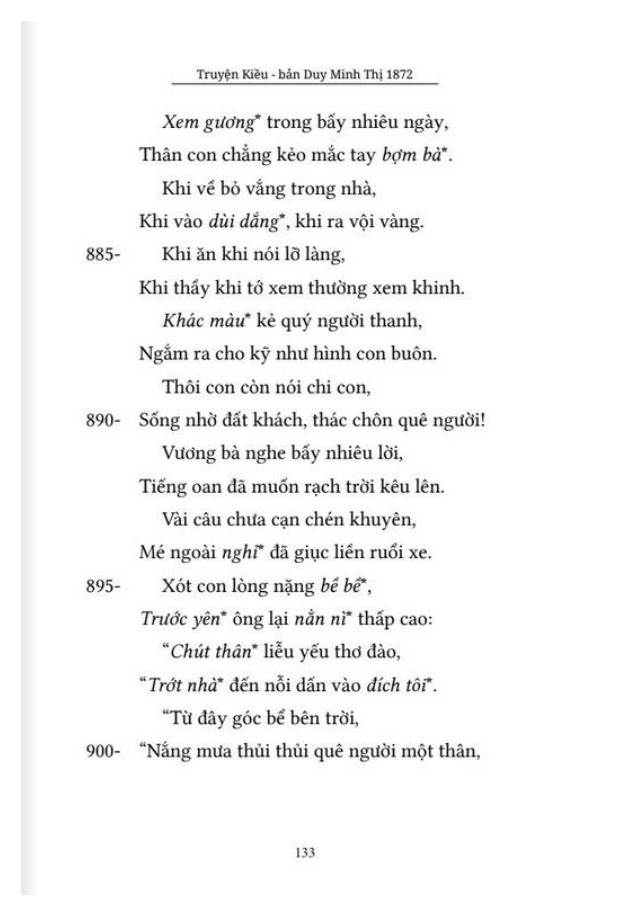 Truyện Kiều - bản Duy Minh Thị 1872
Xem gương* trong bấy nhiêu ngày,
Thân con chẳng kẻo mắc tay bợm bà*.
Khi về bỏ vắng trong nhà,
Khi vào dùi dắng*, khi ra vội vàng.
885- Khi ăn khi nói lỡ làng,
Khi thầy khi tớ xem thường xem khinh.
Khác màu* kẻ quý người thanh,
Ngắm ra cho kỹ như hình con buôn.
Thôi con còn nói chi con,
890- Sống nhờ đất khách, thác chôn quê người!
Vương bà nghe bấy nhiêu lời,
Tiếng oan đã muốn rạch trời kêu lên.
Vài câu chưa cạn chén khuyên,
Mé ngoài nghỉ* đã giục liền ruổi xe.
895- Xót con lòng nặng bề bề*,
Trước yên* ông lại nằn nì* thấp cao:
“Chút thân* liễu yếu thơ đào,
“Trớt nhà* đến nỗi dấn vào đích tôi*.
“Từ đây góc bể bên trời,
900- “Nắng mưa thủi thủi quê người một thân,
133